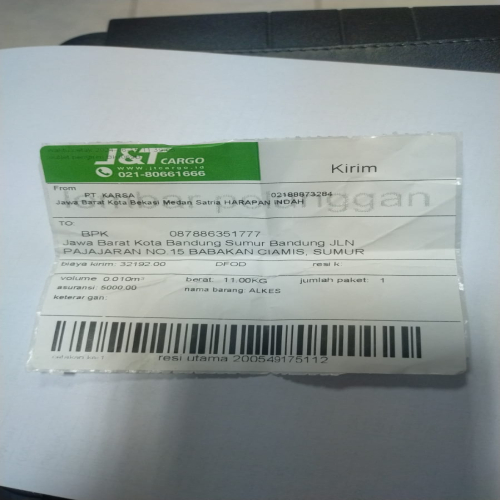 J&T CARGO
www.jtcargo.id
021-80661666
Kirim
From
PT. KARSA 02188873284
Jawa Barat Kota Bekasi Medan Satria HARAPAN INDAH
TO:
BPK 087886351777
Jawa Barat Kota Bandung Sumur Bandung JLN
PAJAJARAN NO.15 BABAKAN CIAMIS, SUMUR
biaya kirim: 32192.00 DFOD resi k:
volume 0.010m³ berat: 11.00KG jumlah paket: 1
asuransi: 5000.00 nama barang ALKES
keterangan:
resi utama 200549175112